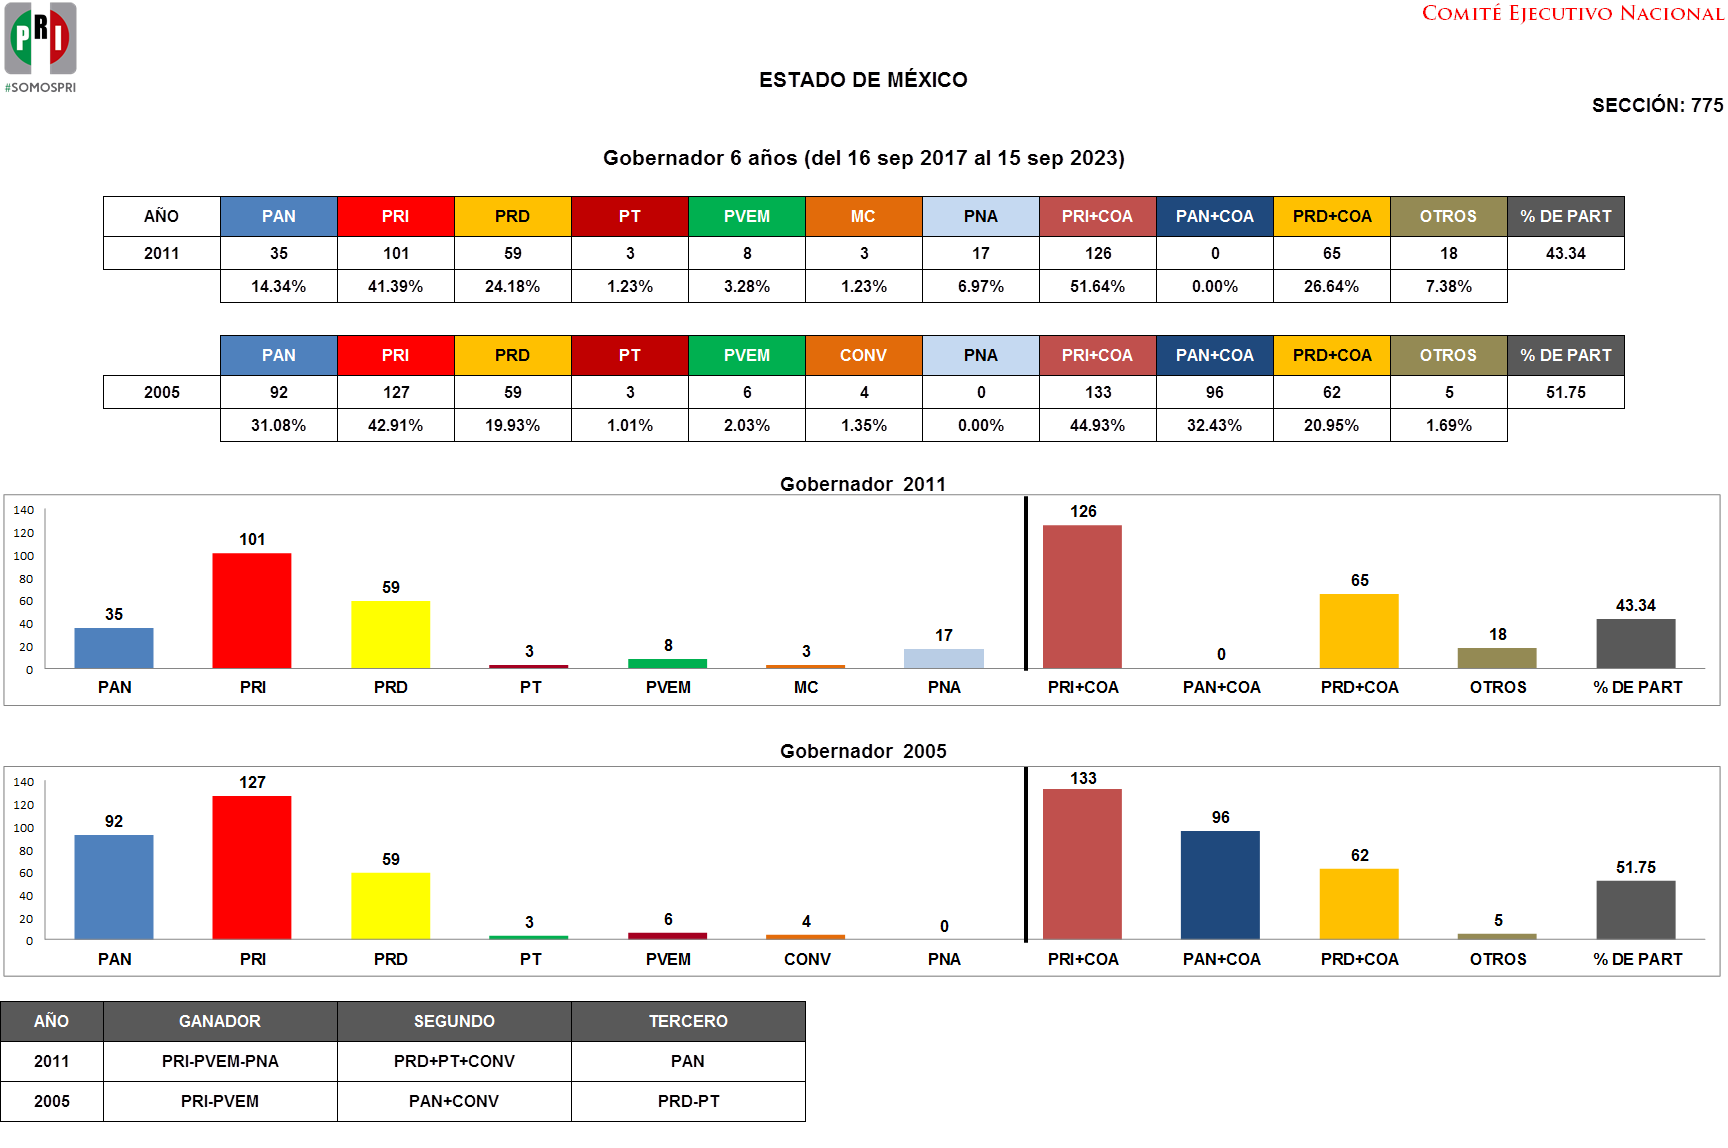 PRI
#SOMOSPRI
COMITÉ EJECUTIVO NACIONAL
ESTADO DE MÉXICO
SECCIÓN: 775
Gobernador 6 años (del 16 sep 2017 al 15 sep 2023)
AÑO PAN PRI PRD PT PVEM MC PNA PRI+COA PAN+COA PRD+COA OTROS % DE PART
2011 35 101 59 3 8 3 17 126 0 65 18 43.34
14.34% 41.39% 24.18% 1.23% 3.28% 1.23% 6.97% 51.64% 0.00% 26.64% 7.38%
PAN PRI PRD PT PVEM CONV PNA PRI+COA PAN+COA PRD+COA OTROS % DE PART
2005 92 127 59 3 6 4 0 133 96 62 5 51.75
31.08% 42.91% 19.93% 1.01% 2.03% 1.35% 0.00% 44.93% 32.43% 20.95% 1.69%
Gobernador 2011
140
120
100
80
60
40
20
0
35 101 59 3 8 3 17 126 0 65 18 43.34
PAN PRI PRD PT PVEM MC PNA PRI+COA PAN+COA PRD+COA OTROS % DE PART
Gobernador 2005
140
120
100
80
60
40
20
0
92 127 59 3 6 4 0 133 96 62 5 51.75
PAN PRI PRD PT PVEM CONV PNA PRI+COA PAN+COA PRD+COA OTROS % DE PART
AÑO GANADOR SEGUNDO TERCERO
2011 PRI-PVEM-PNA PRD+PT+CONV PAN
2005 PRI-PVEM PAN+CONV PRD-PT